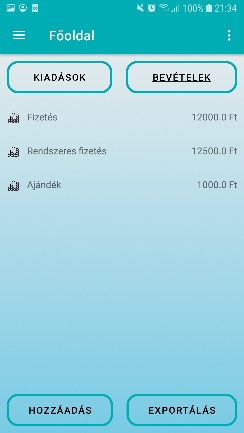 100% 21:34
Főoldal
KIADÁSOK BEVÉTELEK
Fizetés 12000.0 Ft
Rendszeres fizetés 12500.0 Ft
Ajándék 1000.0 Ft
HOZZÁADÁS EXPORTÁLÁS